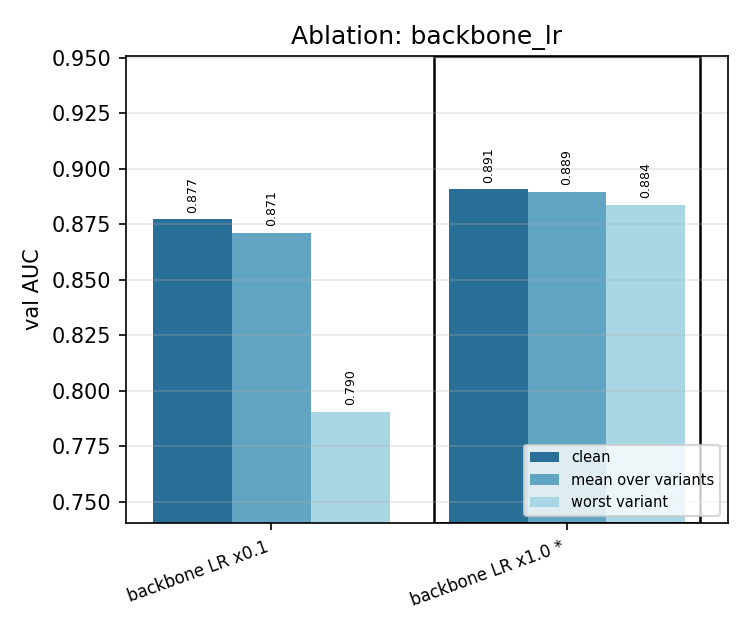 Ablation: backbone_lr
val AUC
0.950
0.925
0.900
0.875
0.850
0.825
0.800
0.775
0.750
0.877
0.871
0.790
0.891
0.889
0.884
clean
mean over variants
worst variant
backbone LR x0.1
backbone LR x1.0 *